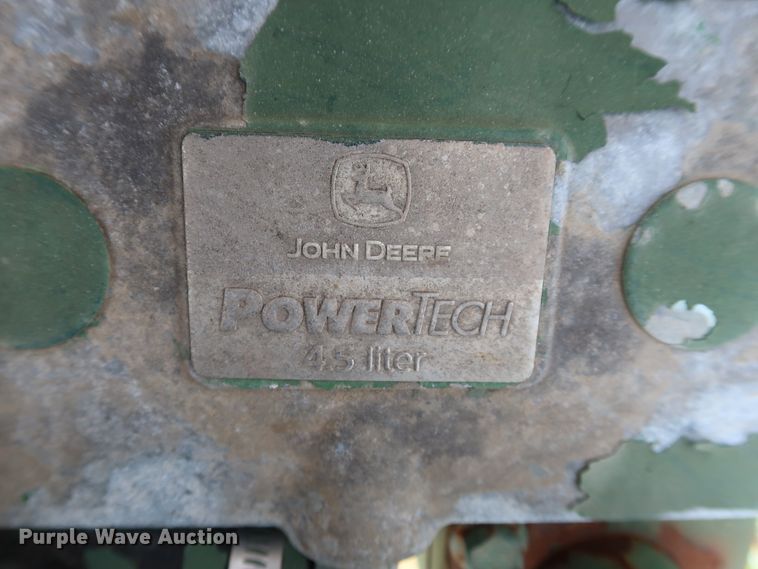 JOHN DEERE
POWERTECH
4.5 liter
Purple Wave Auction